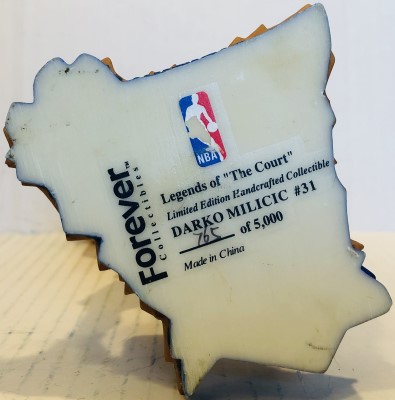 NBA
Forever™
Collectibles
Legends of "The Court"
Limited Edition Handcrafted Collectible
DARKO MILICIC #31
765 of 5,000
Made in China